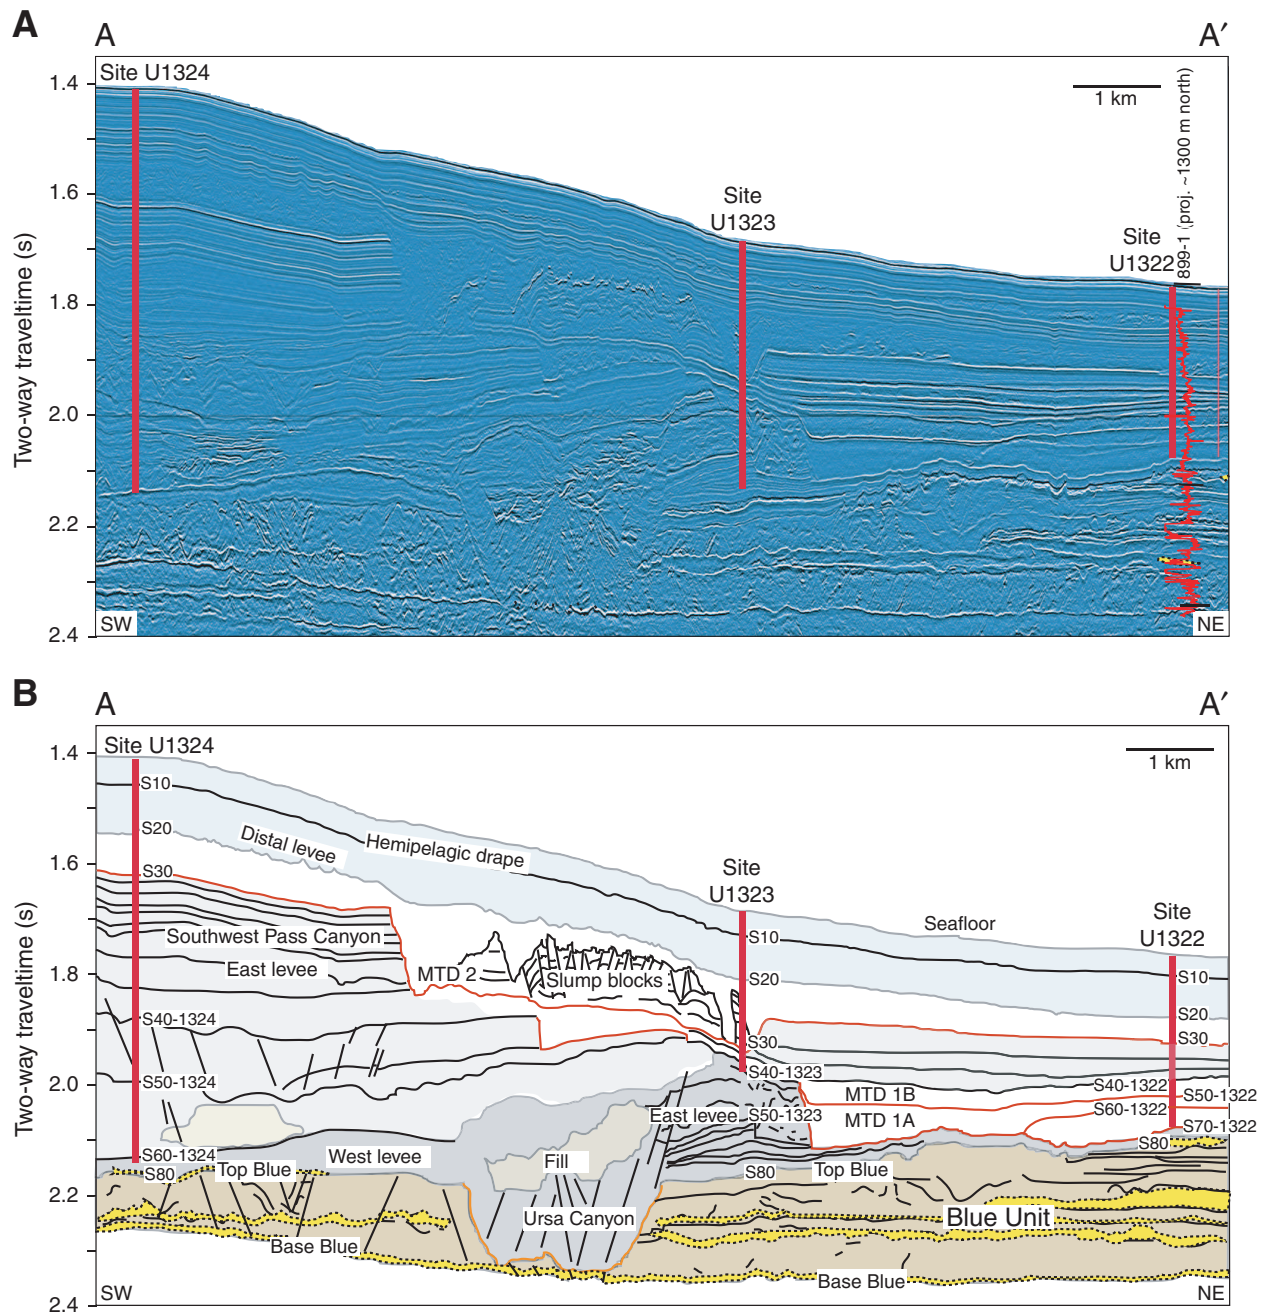 A
A
A′
Site U1324
1.4
1 km
899-1 (proj. ~1300 m north)
1.6
Site
U1323
Site
U1322
Two-way traveltime (s)
1.8
2.0
2.2
2.4
SW
NE
B
A
A′
Site U1324
1.4
1 km
S10
S20
Distal levee
Hemipelagic drape
1.6
S30
Site
U1323
Seafloor
Site
U1322
Two-way traveltime (s)
Southwest Pass Canyon
S10
East levee
MTD 2
Slump blocks
S20
S10
1.8
S40-1324
S20
S30
S30
S50-1324
S40-1323
2.0
S40-1322
MTD 1B
S50-1322
East levee
S50-1323
MTD 1A
S60-1322
S70-1322
S60-1324
West levee
S80
S80
Top Blue
Fill
S80
Top Blue
2.2
Ursa Canyon
Blue Unit
Base Blue
Base Blue
2.4
SW
NE